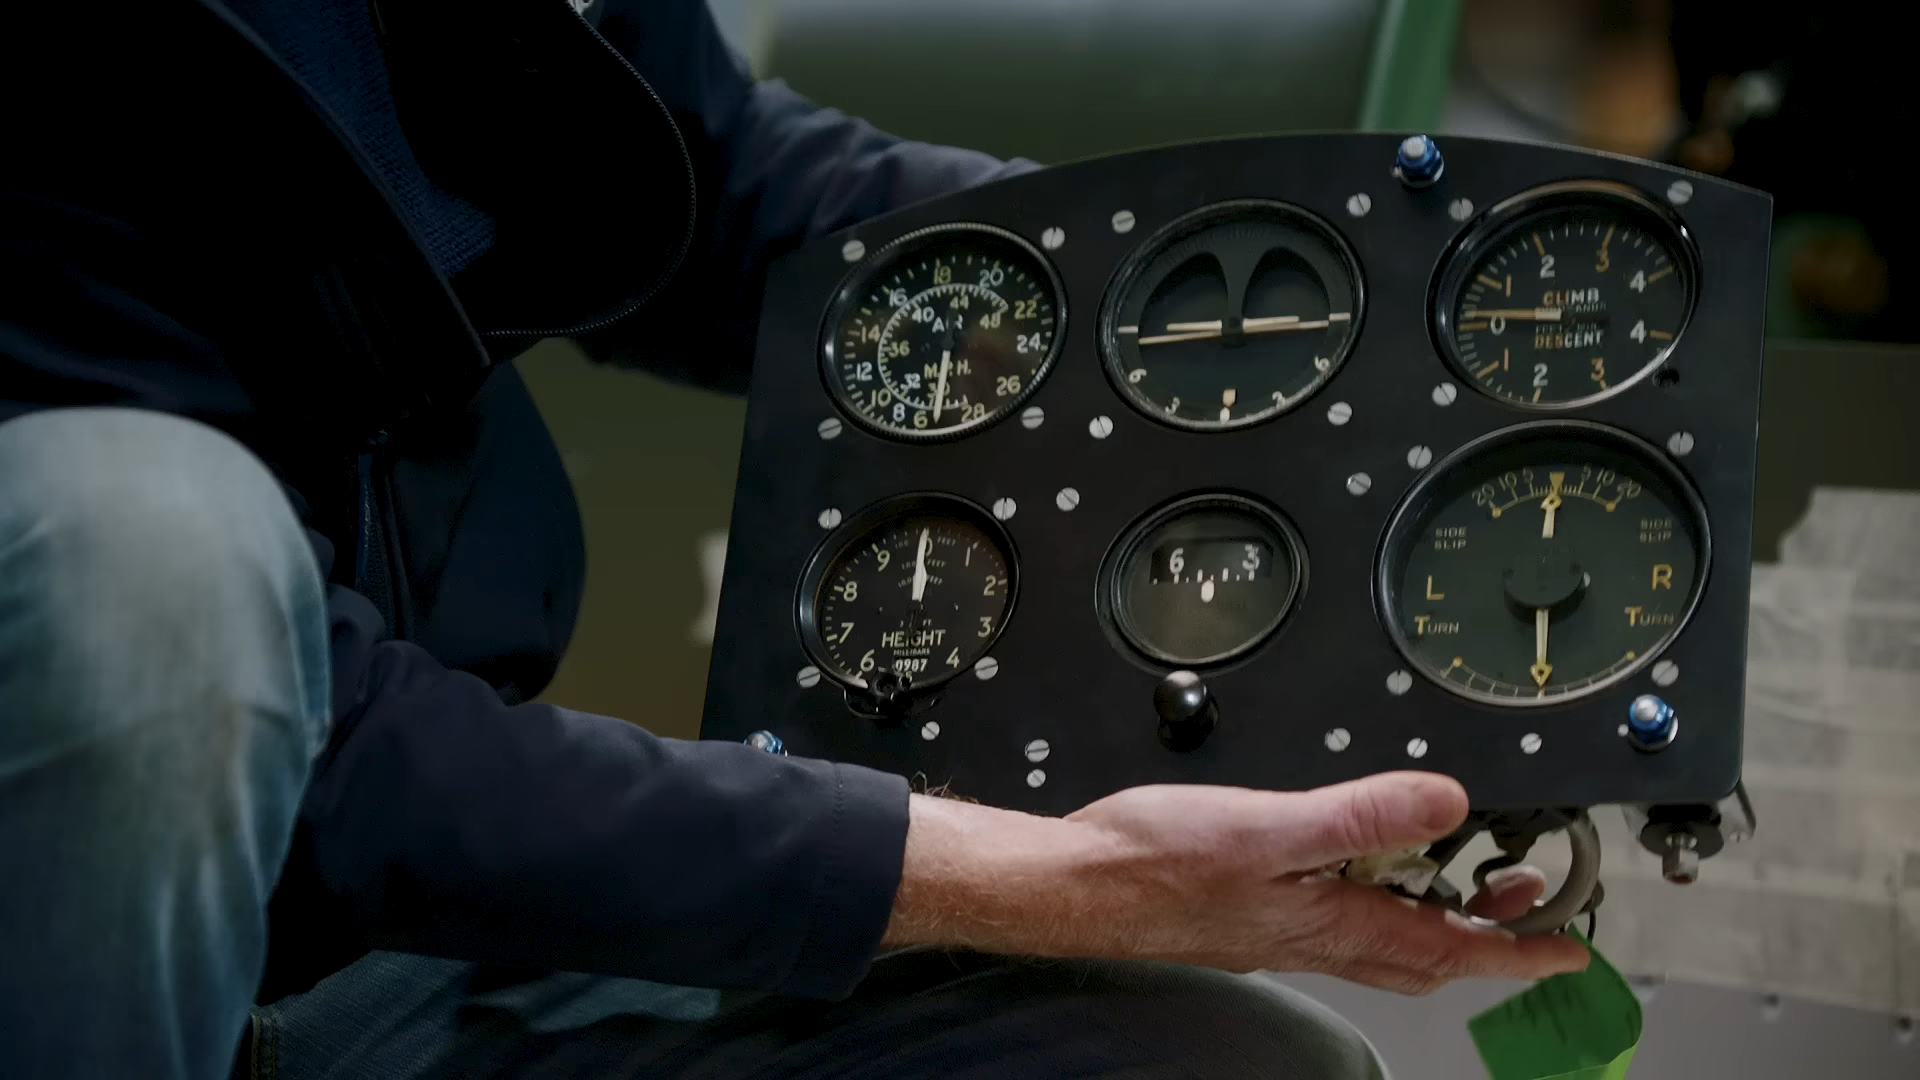 18 20
16 44 22
40 AIR 48
14 24
36
12 M.P.H. 26
32
10 30
8 6 28
6 6
3 3
2 3
1 4
CLIMB
0
DESCENT 4
1 2 3
9 0 1
8 2
7 3
HEIGHT
MILLIBARS
6 0987 4
5
6 3
20 10 5 5 10 20
SIDE SLIP
SIDE SLIP
L R
TURN TURN